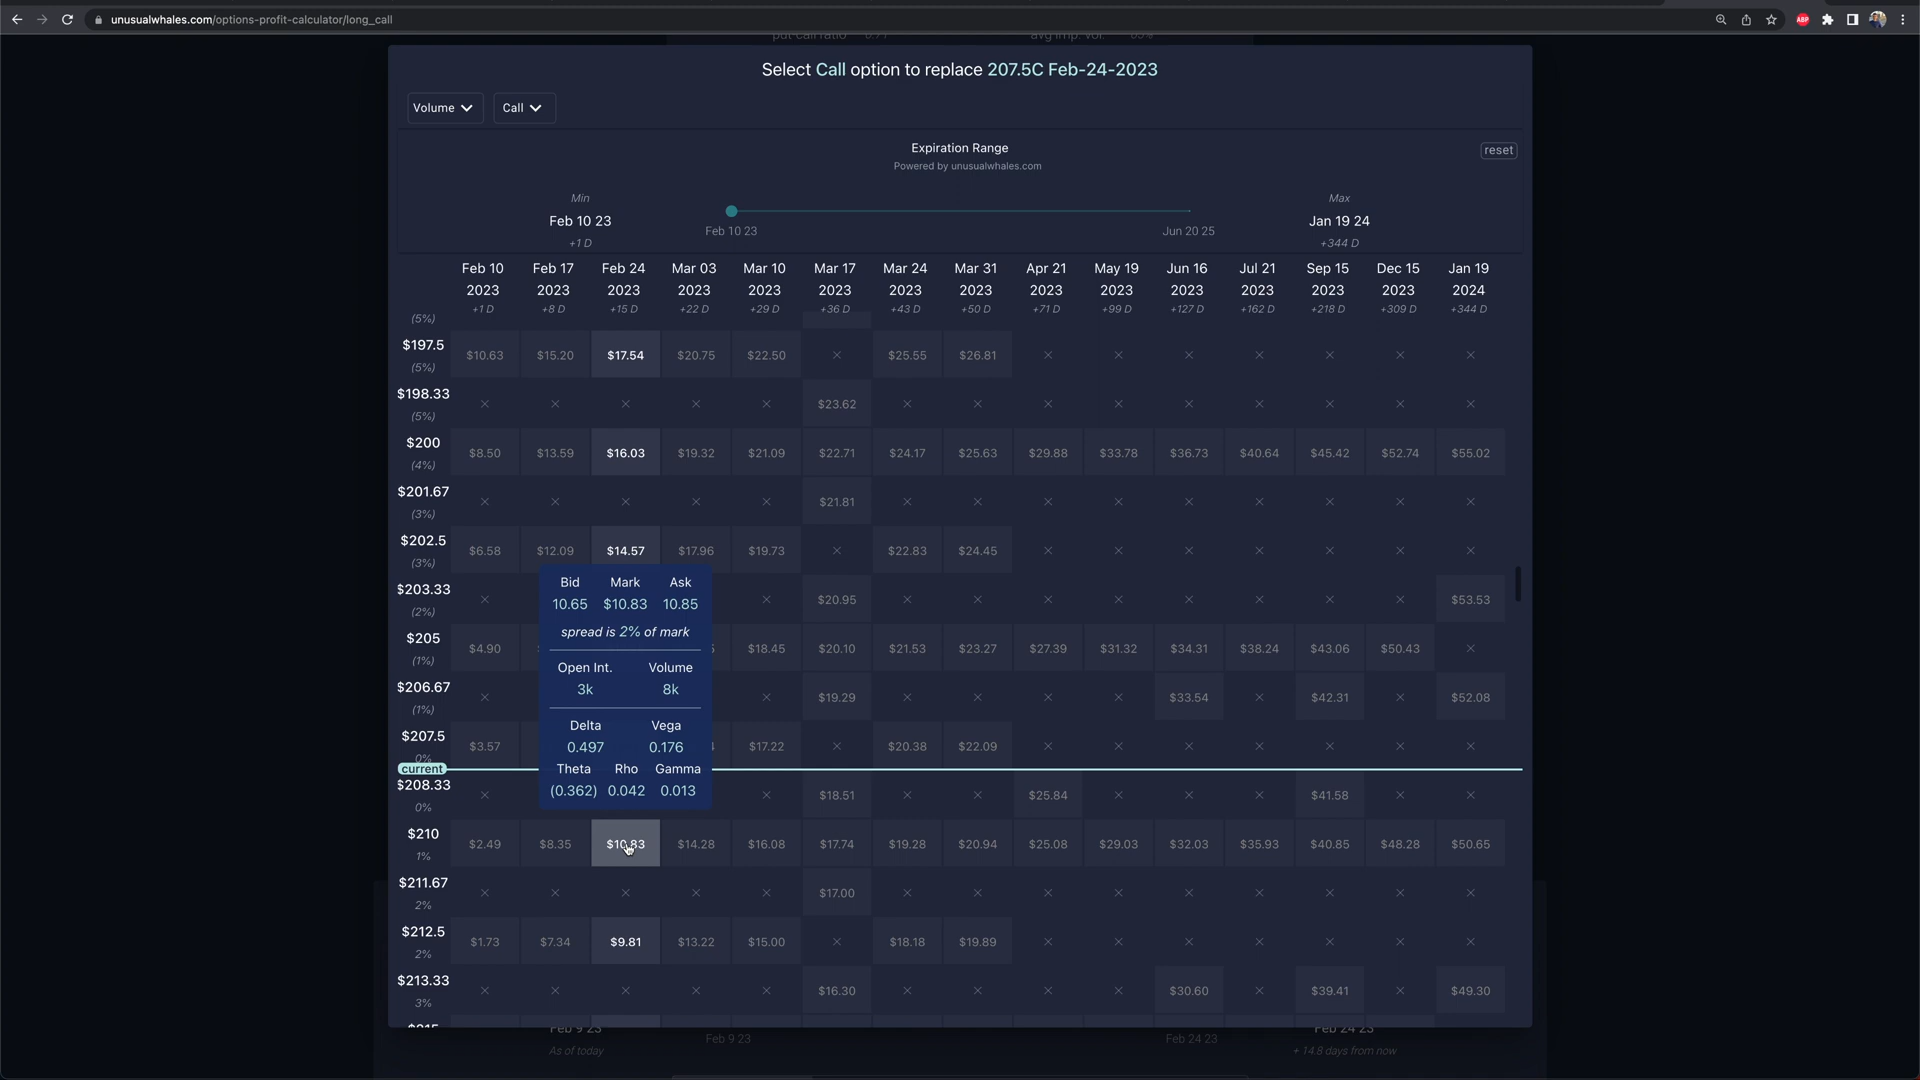 unusualwhales.com/options-profit-calculator/long_call
ABP
put-call ratio 0.71 avg imp. vol. 65%
Select Call option to replace 207.5C Feb-24-2023
Volume Call
Expiration Range
Powered by unusualwhales.com
reset
Min Max
Feb 10 23 Jan 19 24
+1 D Feb 10 23 Jun 20 25 +344 D
Feb 10 Feb 17 Feb 24 Mar 03 Mar 10 Mar 17 Mar 24 Mar 31 Apr 21 May 19 Jun 16 Jul 21 Sep 15 Dec 15 Jan 19
2023 2023 2023 2023 2023 2023 2023 2023 2023 2023 2023 2023 2023 2023 2024
+1 D +8 D +15 D +22 D +29 D +36 D +43 D +50 D +71 D +99 D +127 D +162 D +218 D +309 D +344 D
(5%)
$197.5 $10.63 $15.20 $17.54 $20.75 $22.50 × $25.55 $26.81 × × × × × × ×
(5%)
$198.33 × × × × × $23.62 × × × × × × × × ×
(5%)
$200 $8.50 $13.59 $16.03 $19.32 $21.09 $22.71 $24.17 $25.63 $29.88 $33.78 $36.73 $40.64 $45.42 $52.74 $55.02
(4%)
$201.67 × × × × × $21.81 × × × × × × × × ×
(3%)
$202.5 $6.58 $12.09 $14.57 $17.96 $19.73 × $22.83 $24.45 × × × × × × ×
(3%)
$203.33 × × $20.95 × × × × × × × × $53.53
(2%)
$205 $4.90 $18.45 $20.10 $21.53 $23.27 $27.39 $31.32 $34.31 $38.24 $43.06 $50.43 ×
(1%)
$206.67 × × $19.29 × × × × $33.54 × $42.31 × $52.08
(1%)
$207.5 $3.57 $17.22 × $20.38 $22.09 × × × × × × ×
0%
current
$208.33 × × $18.51 × × $25.84 × × × $41.58 × ×
0%
Bid Mark Ask
10.65 $10.83 10.85
spread is 2% of mark
Open Int. Volume
3k 8k
Delta Vega
0.497 0.176
Theta Rho Gamma
(0.362) 0.042 0.013
$210 $2.49 $8.35 $10.83 $14.28 $16.08 $17.74 $19.28 $20.94 $25.08 $29.03 $32.03 $35.93 $40.85 $48.28 $50.65
1%
$211.67 × × × × × $17.00 × × × × × × × × ×
2%
$212.5 $1.73 $7.34 $9.81 $13.22 $15.00 × $18.18 $19.89 × × × × × × ×
2%
$213.33 × × × × × $16.30 × × × × $30.60 × $39.41 × $49.30
3%
$215
Feb 9 23 Feb 24 23
Feb 9 23 Feb 24 23
As of today + 14.8 days from now